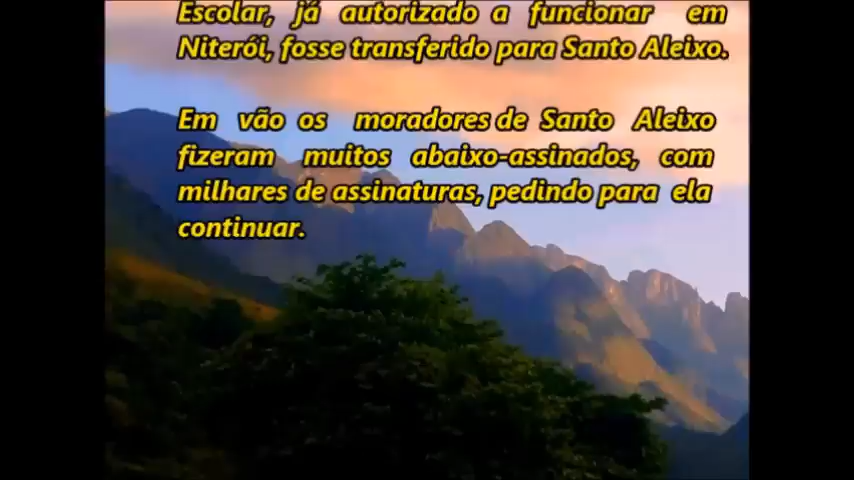 Escolar, já autorizado a funcionar em
Niterói, fosse transferido para Santo Aleixo.
Em vão os moradores de Santo Aleixo
fizeram muitos abaixo-assinados, com
milhares de assinaturas, pedindo para ela
continuar.